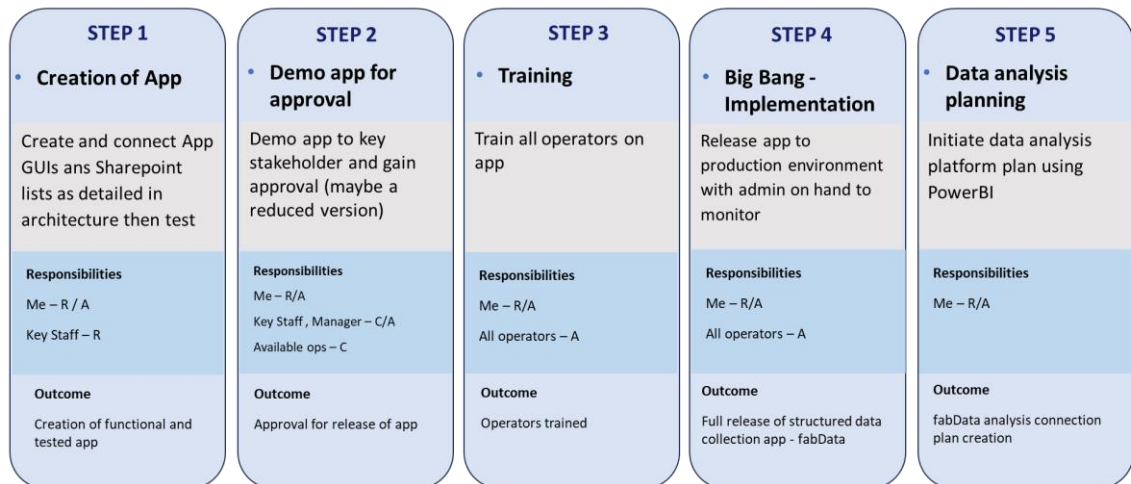 STEP 1
• Creation of App
Create and connect App
GUIs ans Sharepoint
lists as detailed in
architecture then test
Responsibilities
Me – R / A
Key Staff – R
Outcome
Creation of functional and
tested app
STEP 2
• Demo app for
approval
Demo app to key
stakeholder and gain
approval (maybe a
reduced version)
Responsibilities
Me – R/A
Key Staff , Manager – C/A
Available ops – C
Outcome
Approval for release of app
STEP 3
• Training
Train all operators on
app
Responsibilities
Me – R/A
All operators – A
Outcome
Operators trained
STEP 4
• Big Bang -
Implementation
Release app to
production environment
with admin on hand to
monitor
Responsibilities
Me – R/A
All operators – A
Outcome
Full release of structured data
collection app - fabData
STEP 5
• Data analysis
planning
Initiate data analysis
platform plan using
PowerBI
Responsibilities
Me – R/A
Outcome
fabData analysis connection
plan creation